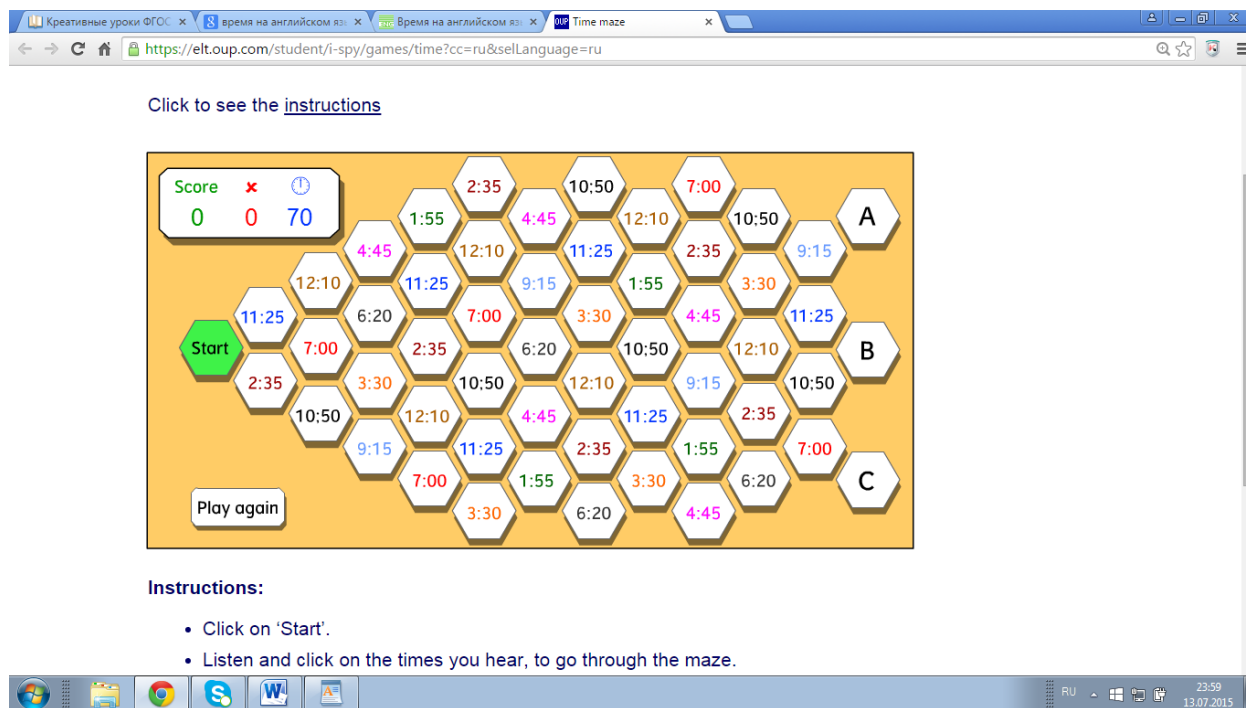 Креативные уроки ФГОС
время на английском язы
Время на английском язы
OUP Time maze
https://elt.oup.com/student/i-spy/games/time?cc=ru&selLanguage=ru
Click to see the instructions
Score ✘
0 0 70
2:35 10;50 7:00
1:55 4:45 12:10 10;50 A
4:45 12:10 11:25 2:35 9:15
12:10 11:25 9:15 1:55 3:30
11:25 6:20 7:00 3:30 4:45 11:25
Start 7:00 2:35 6:20 10;50 12:10 B
2:35 3:30 10;50 12:10 9:15 10;50
10;50 12:10 4:45 11:25 2:35
9:15 11:25 2:35 1:55 7:00
7:00 1:55 3:30 6:20 C
Play again
3:30 6:20 4:45
Instructions:
• Click on ‘Start’.
• Listen and click on the times you hear, to go through the maze.
RU
23:59
13.07.2015